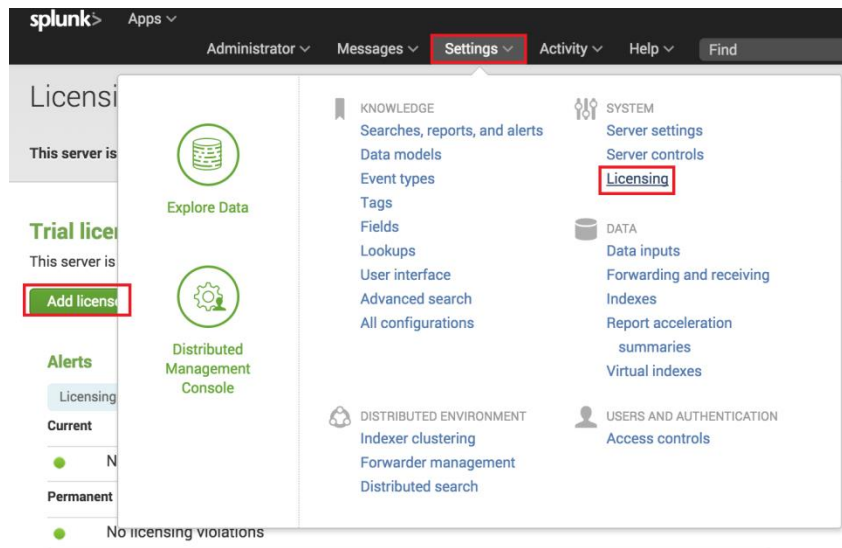 splunk> Apps
Administrator Messages Settings Activity Help Find
Licensi
This server is
Trial licen
This server is
Add license
Alerts
Licensing
Current
N
Permanent
No licensing violations
Explore Data
Distributed
Management
Console
KNOWLEDGE
Searches, reports, and alerts
Data models
Event types
Tags
Fields
Lookups
User interface
Advanced search
All configurations
DISTRIBUTED ENVIRONMENT
Indexer clustering
Forwarder management
Distributed search
SYSTEM
Server settings
Server controls
Licensing
DATA
Data inputs
Forwarding and receiving
Indexes
Report acceleration
summaries
Virtual indexes
USERS AND AUTHENTICATION
Access controls